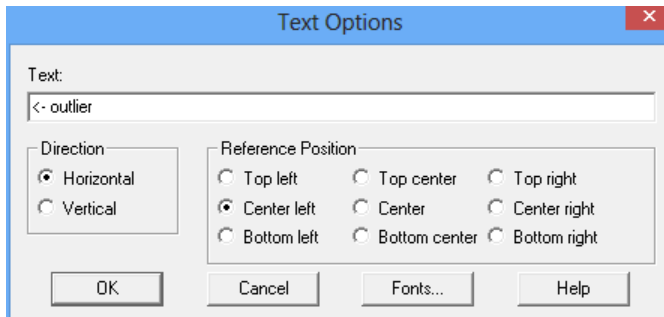 Text Options
Text:
<- outlier
Direction
Horizontal
Vertical
Reference Position
Top left Top center Top right
Center left Center Center right
Bottom left Bottom center Bottom right
OK Cancel Fonts... Help